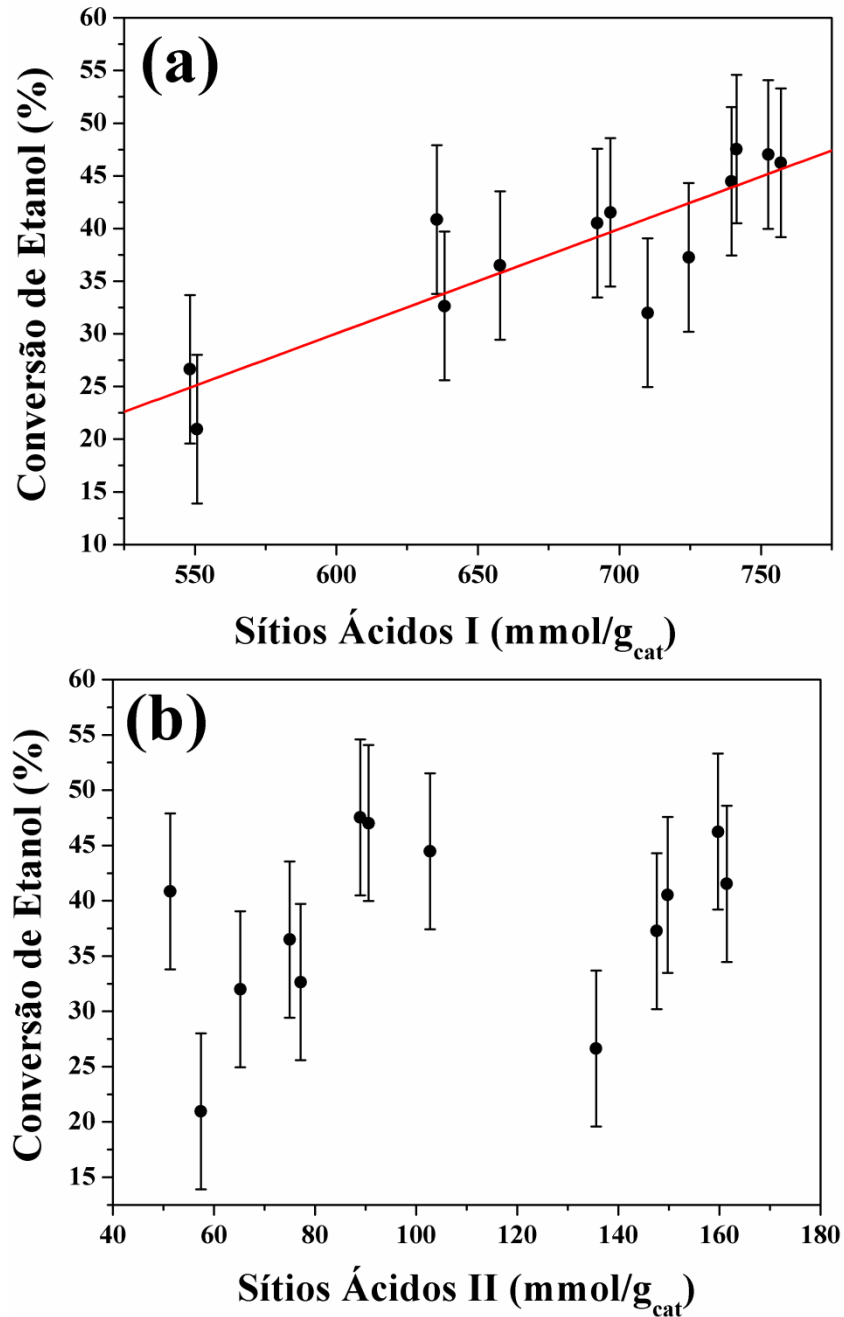 (a)
Conversão de Etanol (%)
60
55
50
45
40
35
30
25
20
15
10
550 600 650 700 750
Sítios Ácidos I (mmol/gcat)
(b)
Conversão de Etanol (%)
60
55
50
45
40
35
30
25
20
15
40 60 80 100 120 140 160 180
Sítios Ácidos II (mmol/gcat)